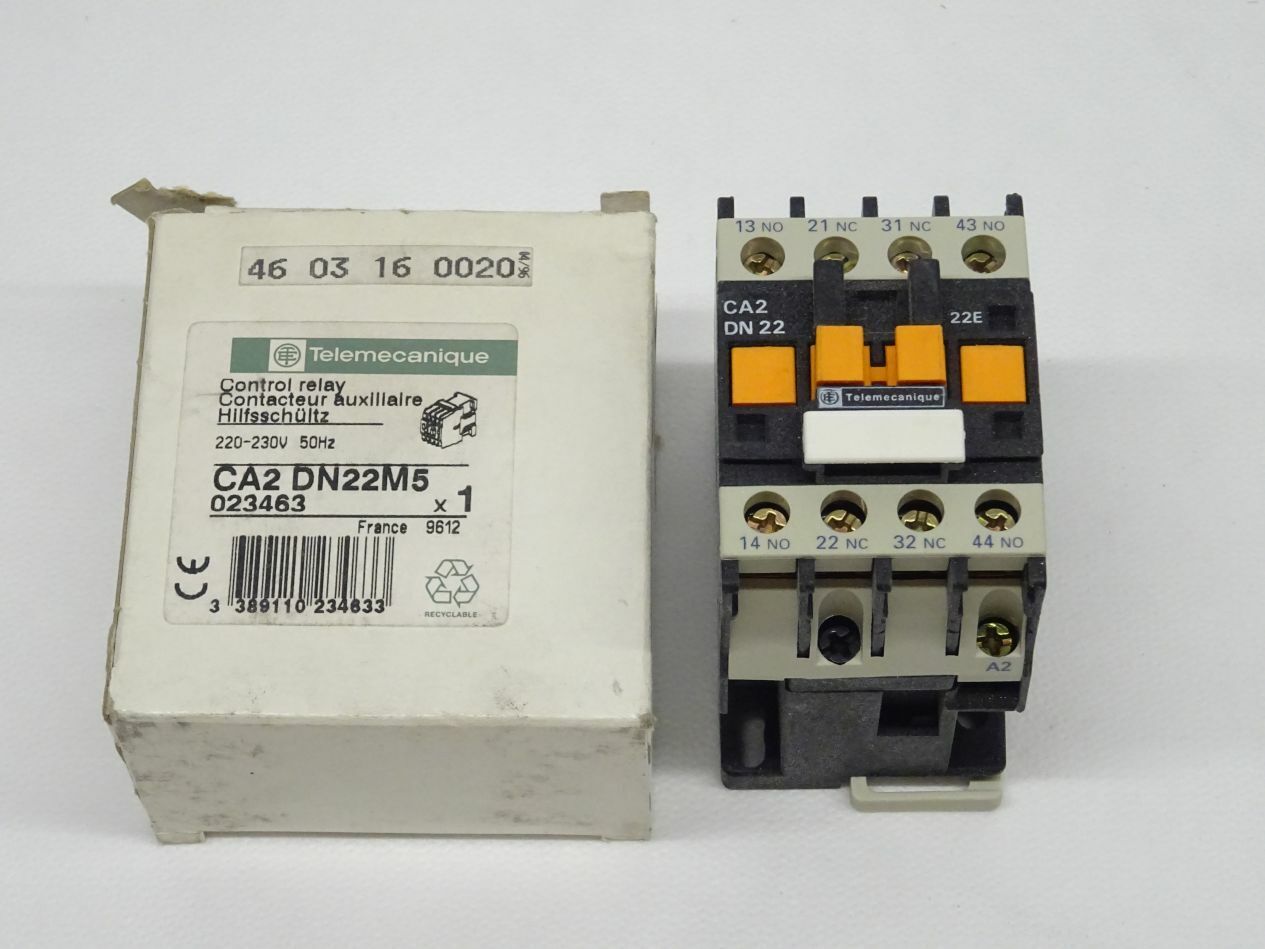 46 03 16 0020 W/96
Telemecanique
Control relay
Contacteur auxiliaire
Hilfsschültz
220-230V 50Hz
CA2 DN22M5
023463 x 1
France 9612
CE
3 389110 234633
RECYCLABLE
13 NO 21 NC 31 NC 43 NO
CA2
DN 22
22E
Telemecanique
14 NO 22 NC 32 NC 44 NO
A2